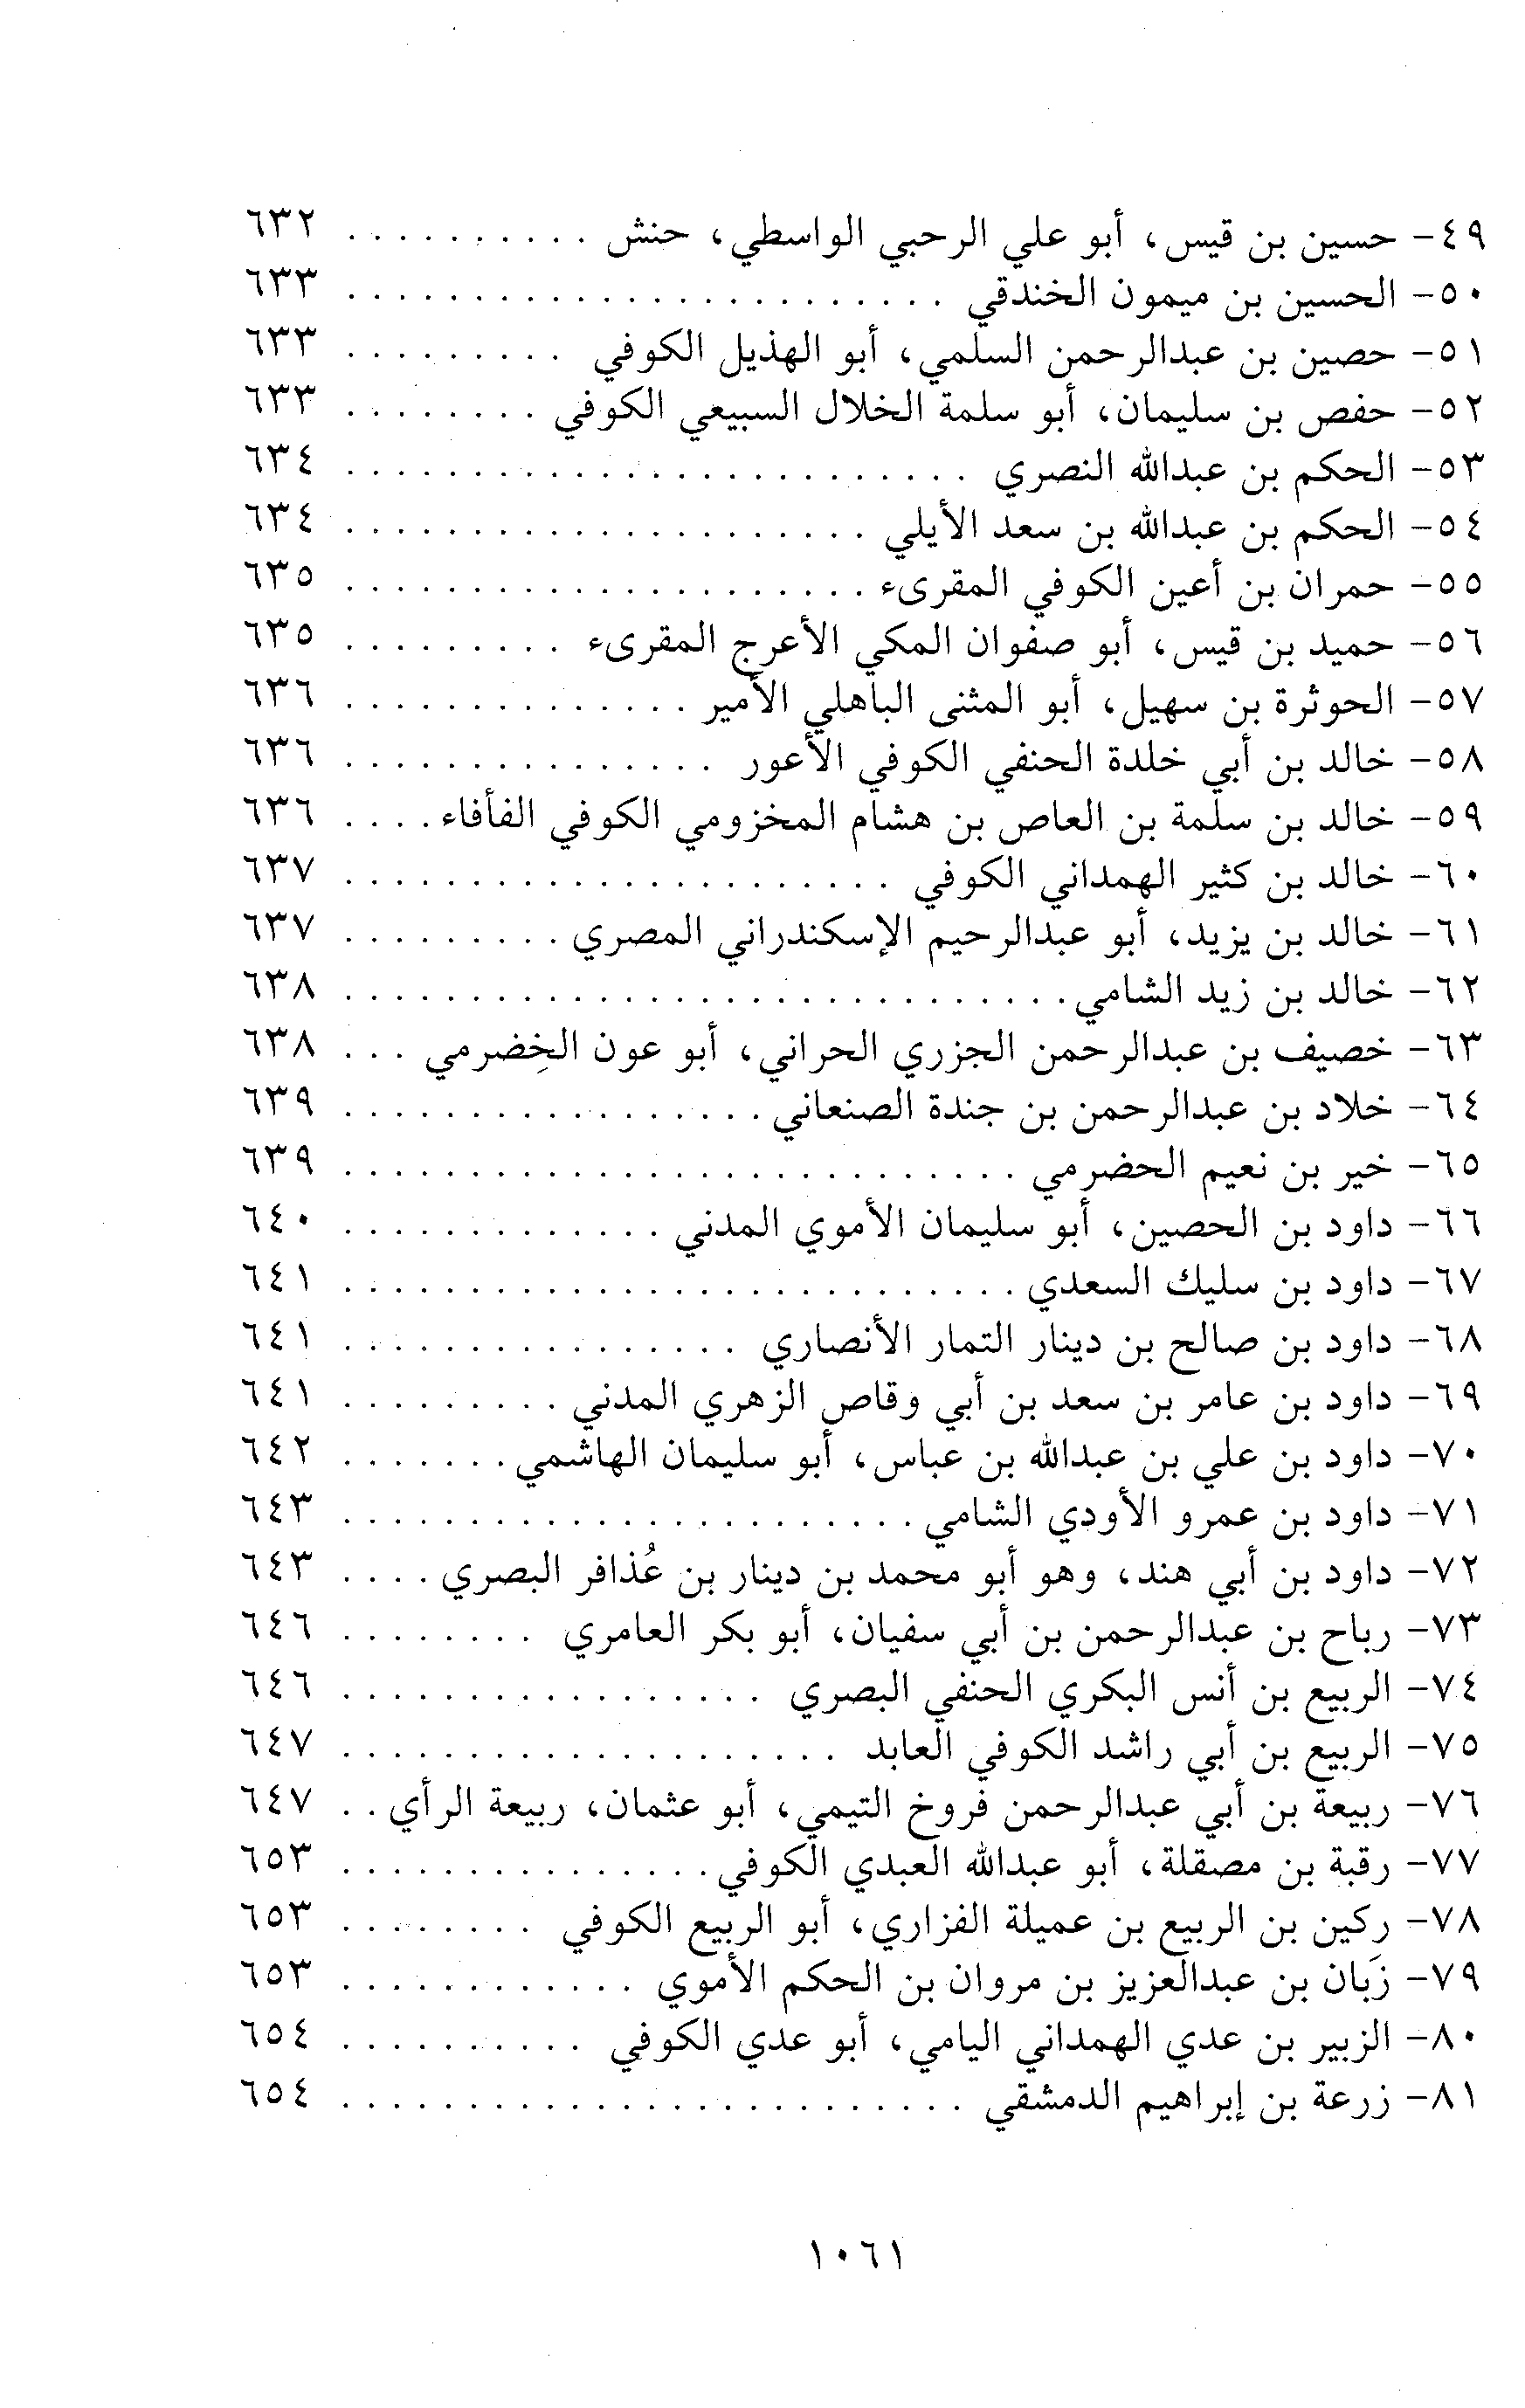 ٤٩- حسين بن قيس، أبو علي الرحبي الواسطي، حنش . . . . . . . . . . ٦٣٢
٥٠- الحسين بن ميمون الخندقي . . . . . . . . . . . . . . . . . . . . . . . . ٦٣٣
٥١- حصين بن عبدالرحمن السلمي، أبو الهذيل الكوفي . . . . . . . . . ٦٣٣
٥٢- حفص بن سليمان، أبو سلمة الخلال السبيعي الكوفي . . . . . . . . ٦٣٣
٥٣- الحكم بن عبدالله النصري . . . . . . . . . . . . . . . . . . . . . . . . . ٦٣٤
٥٤- الحكم بن عبدالله بن سعد الأيلي . . . . . . . . . . . . . . . . . . . . . ٦٣٤
٥٥- حمران بن أعين الكوفي المقرىء . . . . . . . . . . . . . . . . . . . . . ٦٣٥
٥٦- حميد بن قيس، أبو صفوان المكي الأعرج المقرىء . . . . . . . . . ٦٣٥
٥٧- الحوثرة بن سهيل، أبو المثنى الباهلي الأمير . . . . . . . . . . . . . . ٦٣٦
٥٨- خالد بن أبي خلدة الحنفي الكوفي الأعور . . . . . . . . . . . . . . . ٦٣٦
٥٩- خالد بن سلمة بن العاص بن هشام المخزومي الكوفي الفأفاء . . . . ٦٣٦
٦٠- خالد بن كثير الهمداني الكوفي . . . . . . . . . . . . . . . . . . . . . . ٦٣٧
٦١- خالد بن يزيد، أبو عبدالرحيم الإسكندراني المصري . . . . . . . . . ٦٣٧
٦٢- خالد بن زيد الشامي . . . . . . . . . . . . . . . . . . . . . . . . . . . . . ٦٣٨
٦٣- خصيف بن عبدالرحمن الجزري الحراني، أبو عون الخِضرمي . . . ٦٣٨
٦٤- خلاد بن عبدالرحمن بن جندة الصنعاني . . . . . . . . . . . . . . . . . ٦٣٩
٦٥- خير بن نعيم الحضرمي . . . . . . . . . . . . . . . . . . . . . . . . . . . ٦٣٩
٦٦- داود بن الحصين، أبو سليمان الأموي المدني . . . . . . . . . . . . . ٦٤٠
٦٧- داود بن سليك السعدي . . . . . . . . . . . . . . . . . . . . . . . . . . . ٦٤١
٦٨- داود بن صالح بن دينار التمار الأنصاري . . . . . . . . . . . . . . . . ٦٤١
٦٩- داود بن عامر بن سعد بن أبي وقاص الزهري المدني . . . . . . . . . ٦٤١
٧٠- داود بن علي بن عبدالله بن عباس، أبو سليمان الهاشمي . . . . . . . ٦٤٢
٧١- داود بن عمرو الأودي الشامي . . . . . . . . . . . . . . . . . . . . . . . ٦٤٣
٧٢- داود بن أبي هند، وهو أبو محمد بن دينار بن عُذافر البصري . . . . ٦٤٣
٧٣- رباح بن عبدالرحمن بن أبي سفيان، أبو بكر العامري . . . . . . . . ٦٤٦
٧٤- الربيع بن أنس البكري الحنفي البصري . . . . . . . . . . . . . . . . . ٦٤٦
٧٥- الربيع بن أبي راشد الكوفي العابد . . . . . . . . . . . . . . . . . . . . ٦٤٧
٧٦- ربيعة بن أبي عبدالرحمن فروخ التيمي، أبو عثمان، ربيعة الرأي . . ٦٤٧
٧٧- رقبة بن مصقلة، أبو عبدالله العبدي الكوفي . . . . . . . . . . . . . . . ٦٥٣
٧٨- ركين بن الربيع بن عميلة الفزاري، أبو الربيع الكوفي . . . . . . . . ٦٥٣
٧٩- زَبان بن عبدالعزيز بن مروان بن الحكم الأموي . . . . . . . . . . . . ٦٥٣
٨٠- الزبير بن عدي الهمداني اليامي، أبو عدي الكوفي . . . . . . . . . . ٦٥٤
٨١- زرعة بن إبراهيم الدمشقي . . . . . . . . . . . . . . . . . . . . . . . . . ٦٥٤
١٠٦١